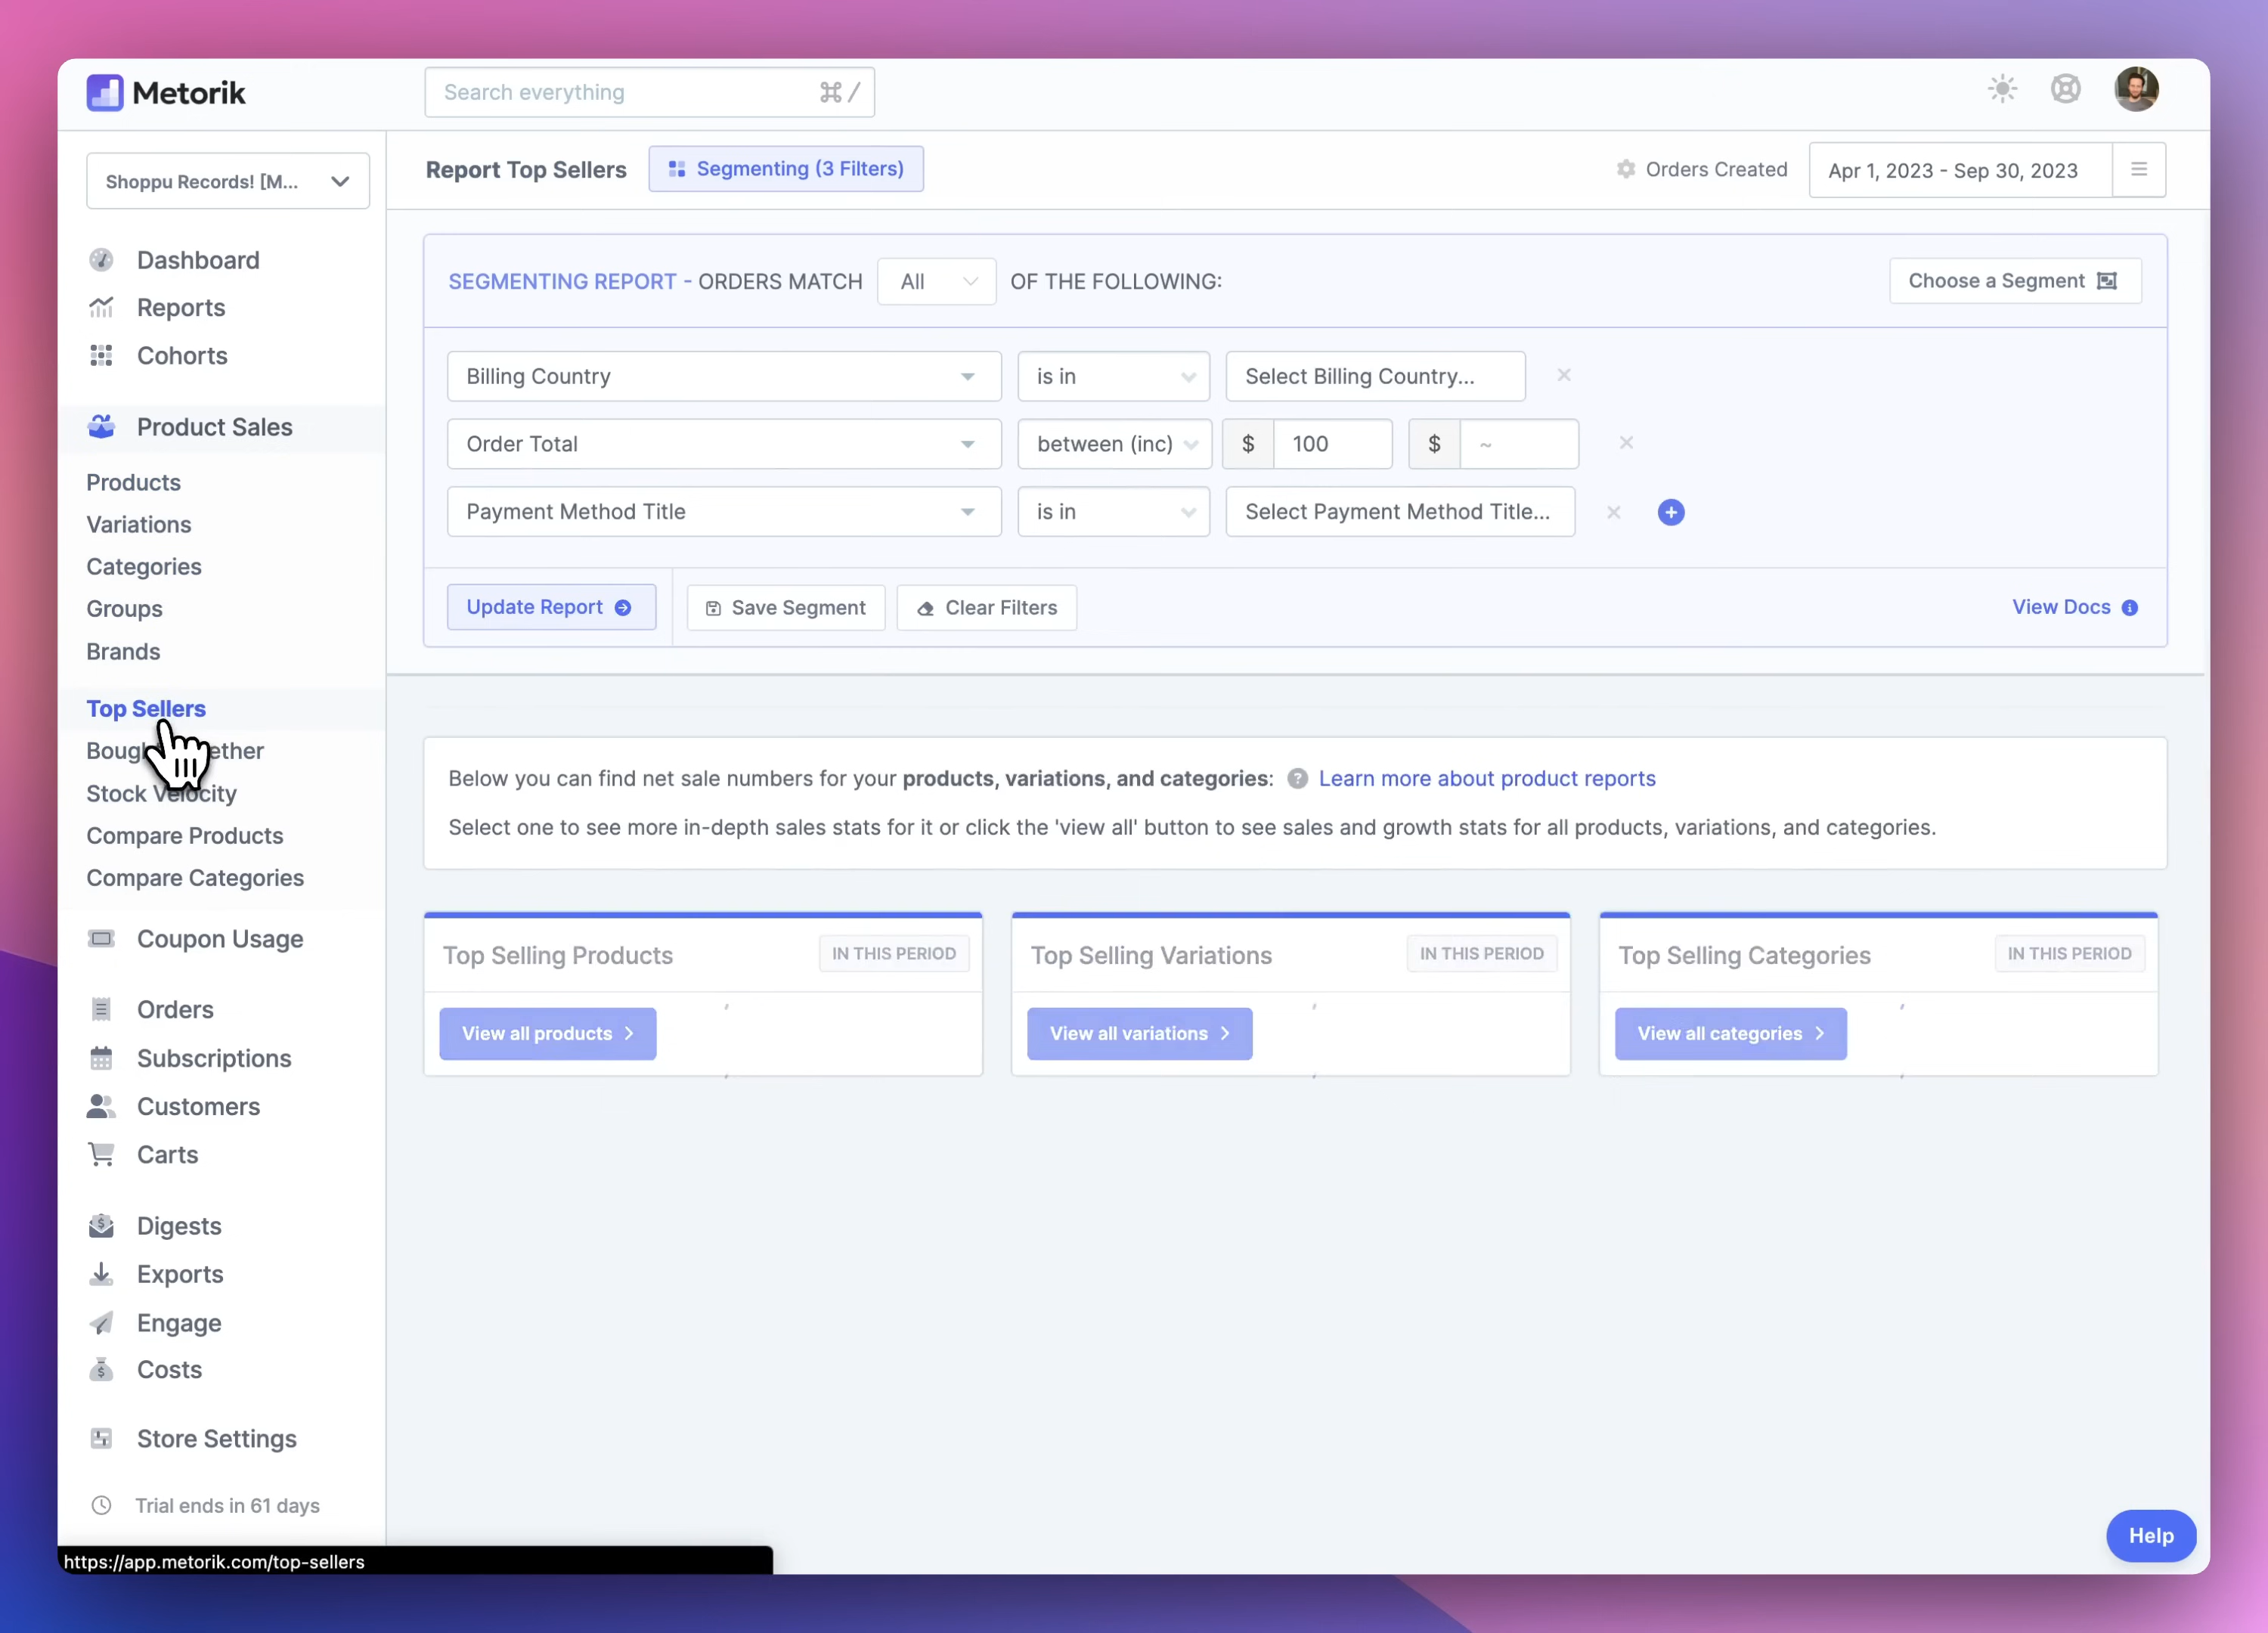 Metorik
Search everything ⌘ /
Shoppu Records! [M...
Report Top Sellers
Segmenting (3 Filters)
Orders Created
Apr 1, 2023 - Sep 30, 2023
Dashboard
Reports
Cohorts
Product Sales
Products
Variations
Categories
Groups
Brands
Top Sellers
Stock Velocity
Compare Products
Compare Categories
Coupon Usage
Orders
Subscriptions
Customers
Carts
Digests
Exports
Engage
Costs
Store Settings
Trial ends in 61 days
https://app.metorik.com/top-sellers
SEGMENTING REPORT - ORDERS MATCH All OF THE FOLLOWING:
Choose a Segment
Billing Country is in Select Billing Country...
Order Total between (inc) $ 100 $ ~
Payment Method Title is in Select Payment Method Title...
Update Report
Save Segment
Clear Filters
View Docs
Below you can find net sale numbers for your products, variations, and categories: ? Learn more about product reports
Select one to see more in-depth sales stats for it or click the 'view all' button to see sales and growth stats for all products, variations, and categories.
Top Selling Products IN THIS PERIOD
View all products
Top Selling Variations IN THIS PERIOD
View all variations
Top Selling Categories IN THIS PERIOD
View all categories
Help